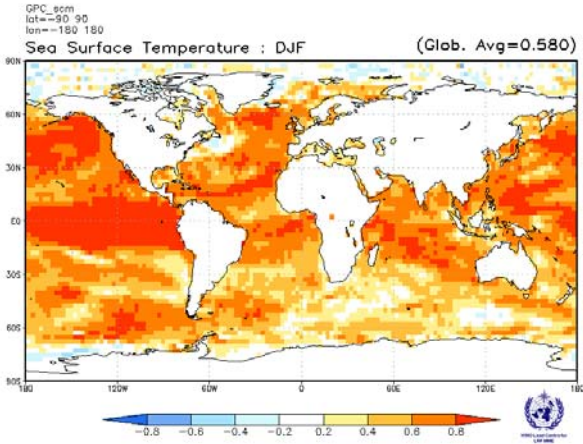 GPC_ecm
lat=-90 90
lon=-180 180
Sea Surface Temperature : DJF (Glob. Avg=0.580)
90N
60N
30N
EQ
30S
60S
90S
180 120W 60W 0 60E 120E 180
-0.8 -0.6 -0.4 -0.2 0.2 0.4 0.6 0.8